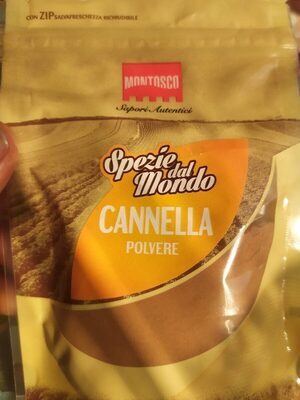 CON ZIP SALVAFRESCHEZZA RICHIUDIBILE
MONTOSCO
Sapori Autentici
Spezie dal
Mondo
CANNELLA
POLVERE